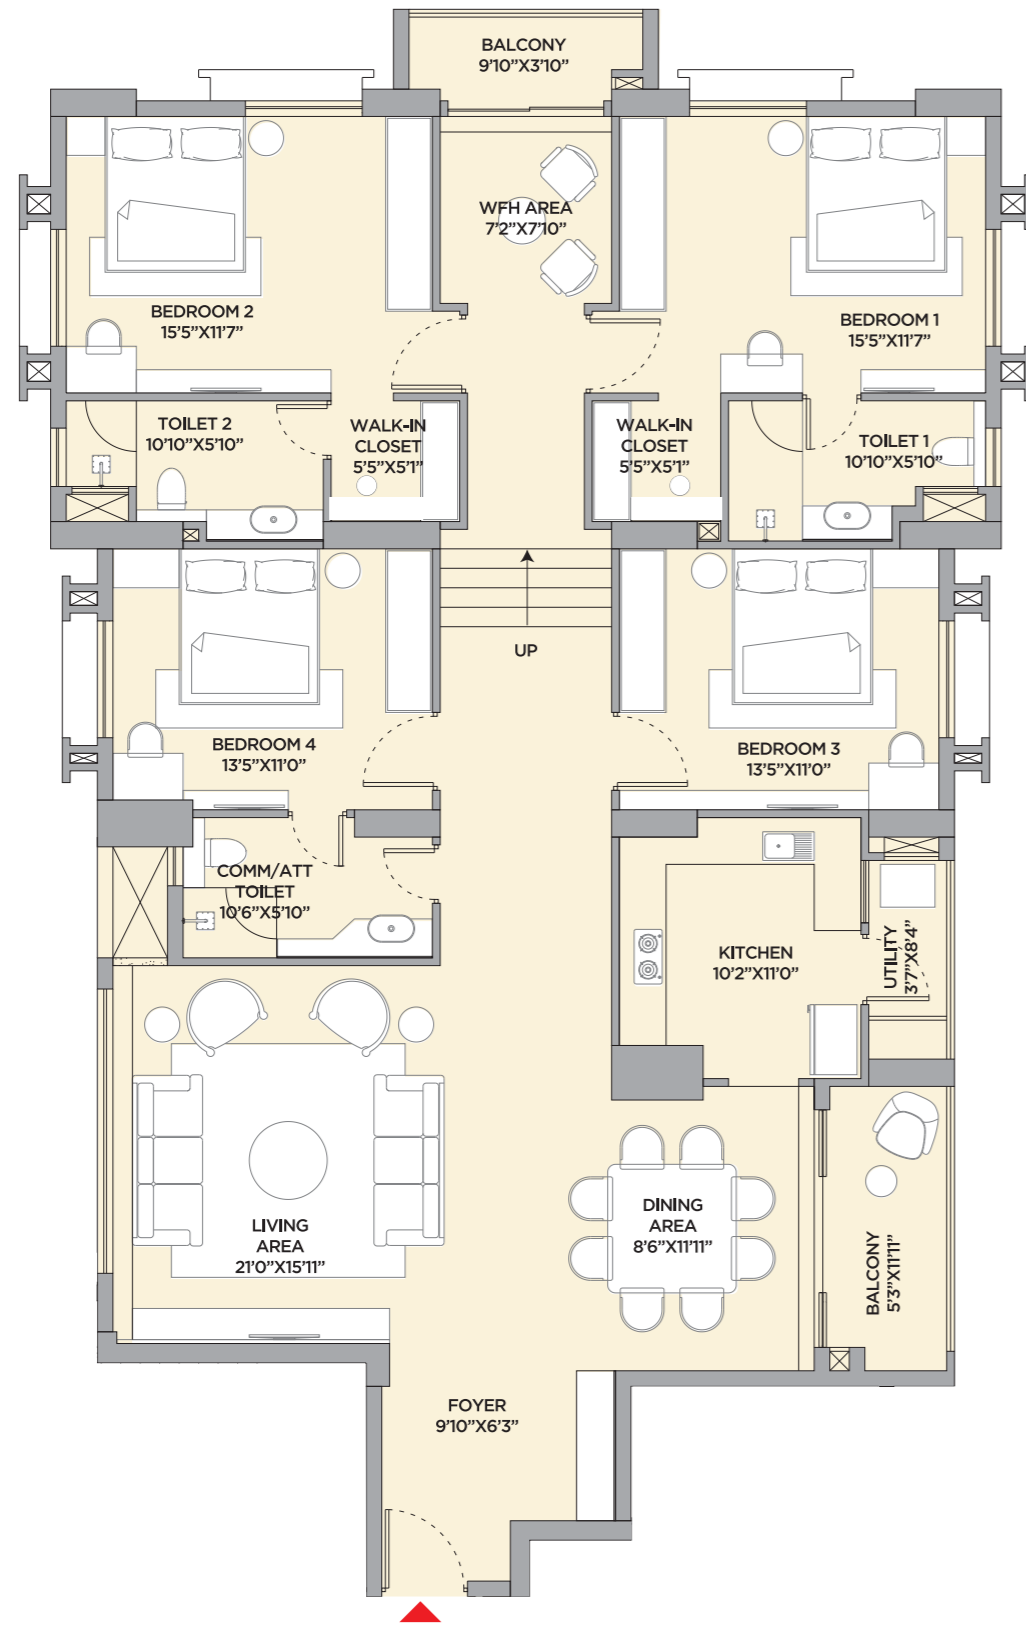 BALCONY
9'10”X3'10”
WFH AREA
7'2”X7'10”
BEDROOM 2
15'5”X11'7”
BEDROOM 1
15'5”X11'7”
TOILET 2
10'10”X5'10”
WALK-IN
CLOSET
5'5”X5'1”
WALK-IN
CLOSET
5'5”X5'1”
TOILET 1
10'10”X5'10”
UP
BEDROOM 4
13'5”X11'0”
BEDROOM 3
13'5”X11'0”
COMM/ATT
TOILET
10'6”X5'10”
KITCHEN
10'2”X11'0”
UTILITY
3'7”X8'4”
LIVING
AREA
21'0”X15'11”
DINING
AREA
8'6”X11'11”
BALCONY
5'3”X11'11”
FOYER
9'10”X6'3”